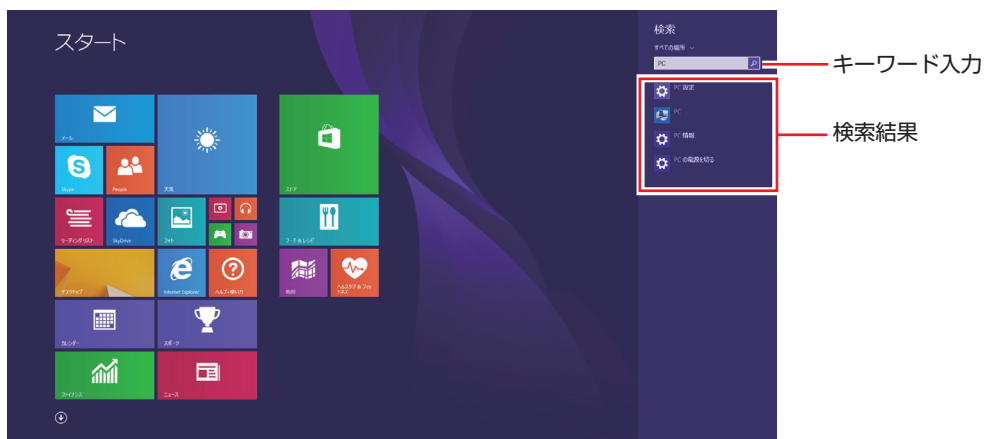 スタート
検索
すべての場所
PC
キーワード入力
PC 設定
PC
PC 情報
PC の電源を切る
検索結果
メール
天気
ストア
Skype
People
リーディング リスト
SkyDrive
フォト
フード & レシピ
デスクトップ
Internet Explorer
ヘルプ+使い方
地図
ヘルスケア & フィッ
トネス
カレンダー
スポーツ
ファイナンス
ニュース